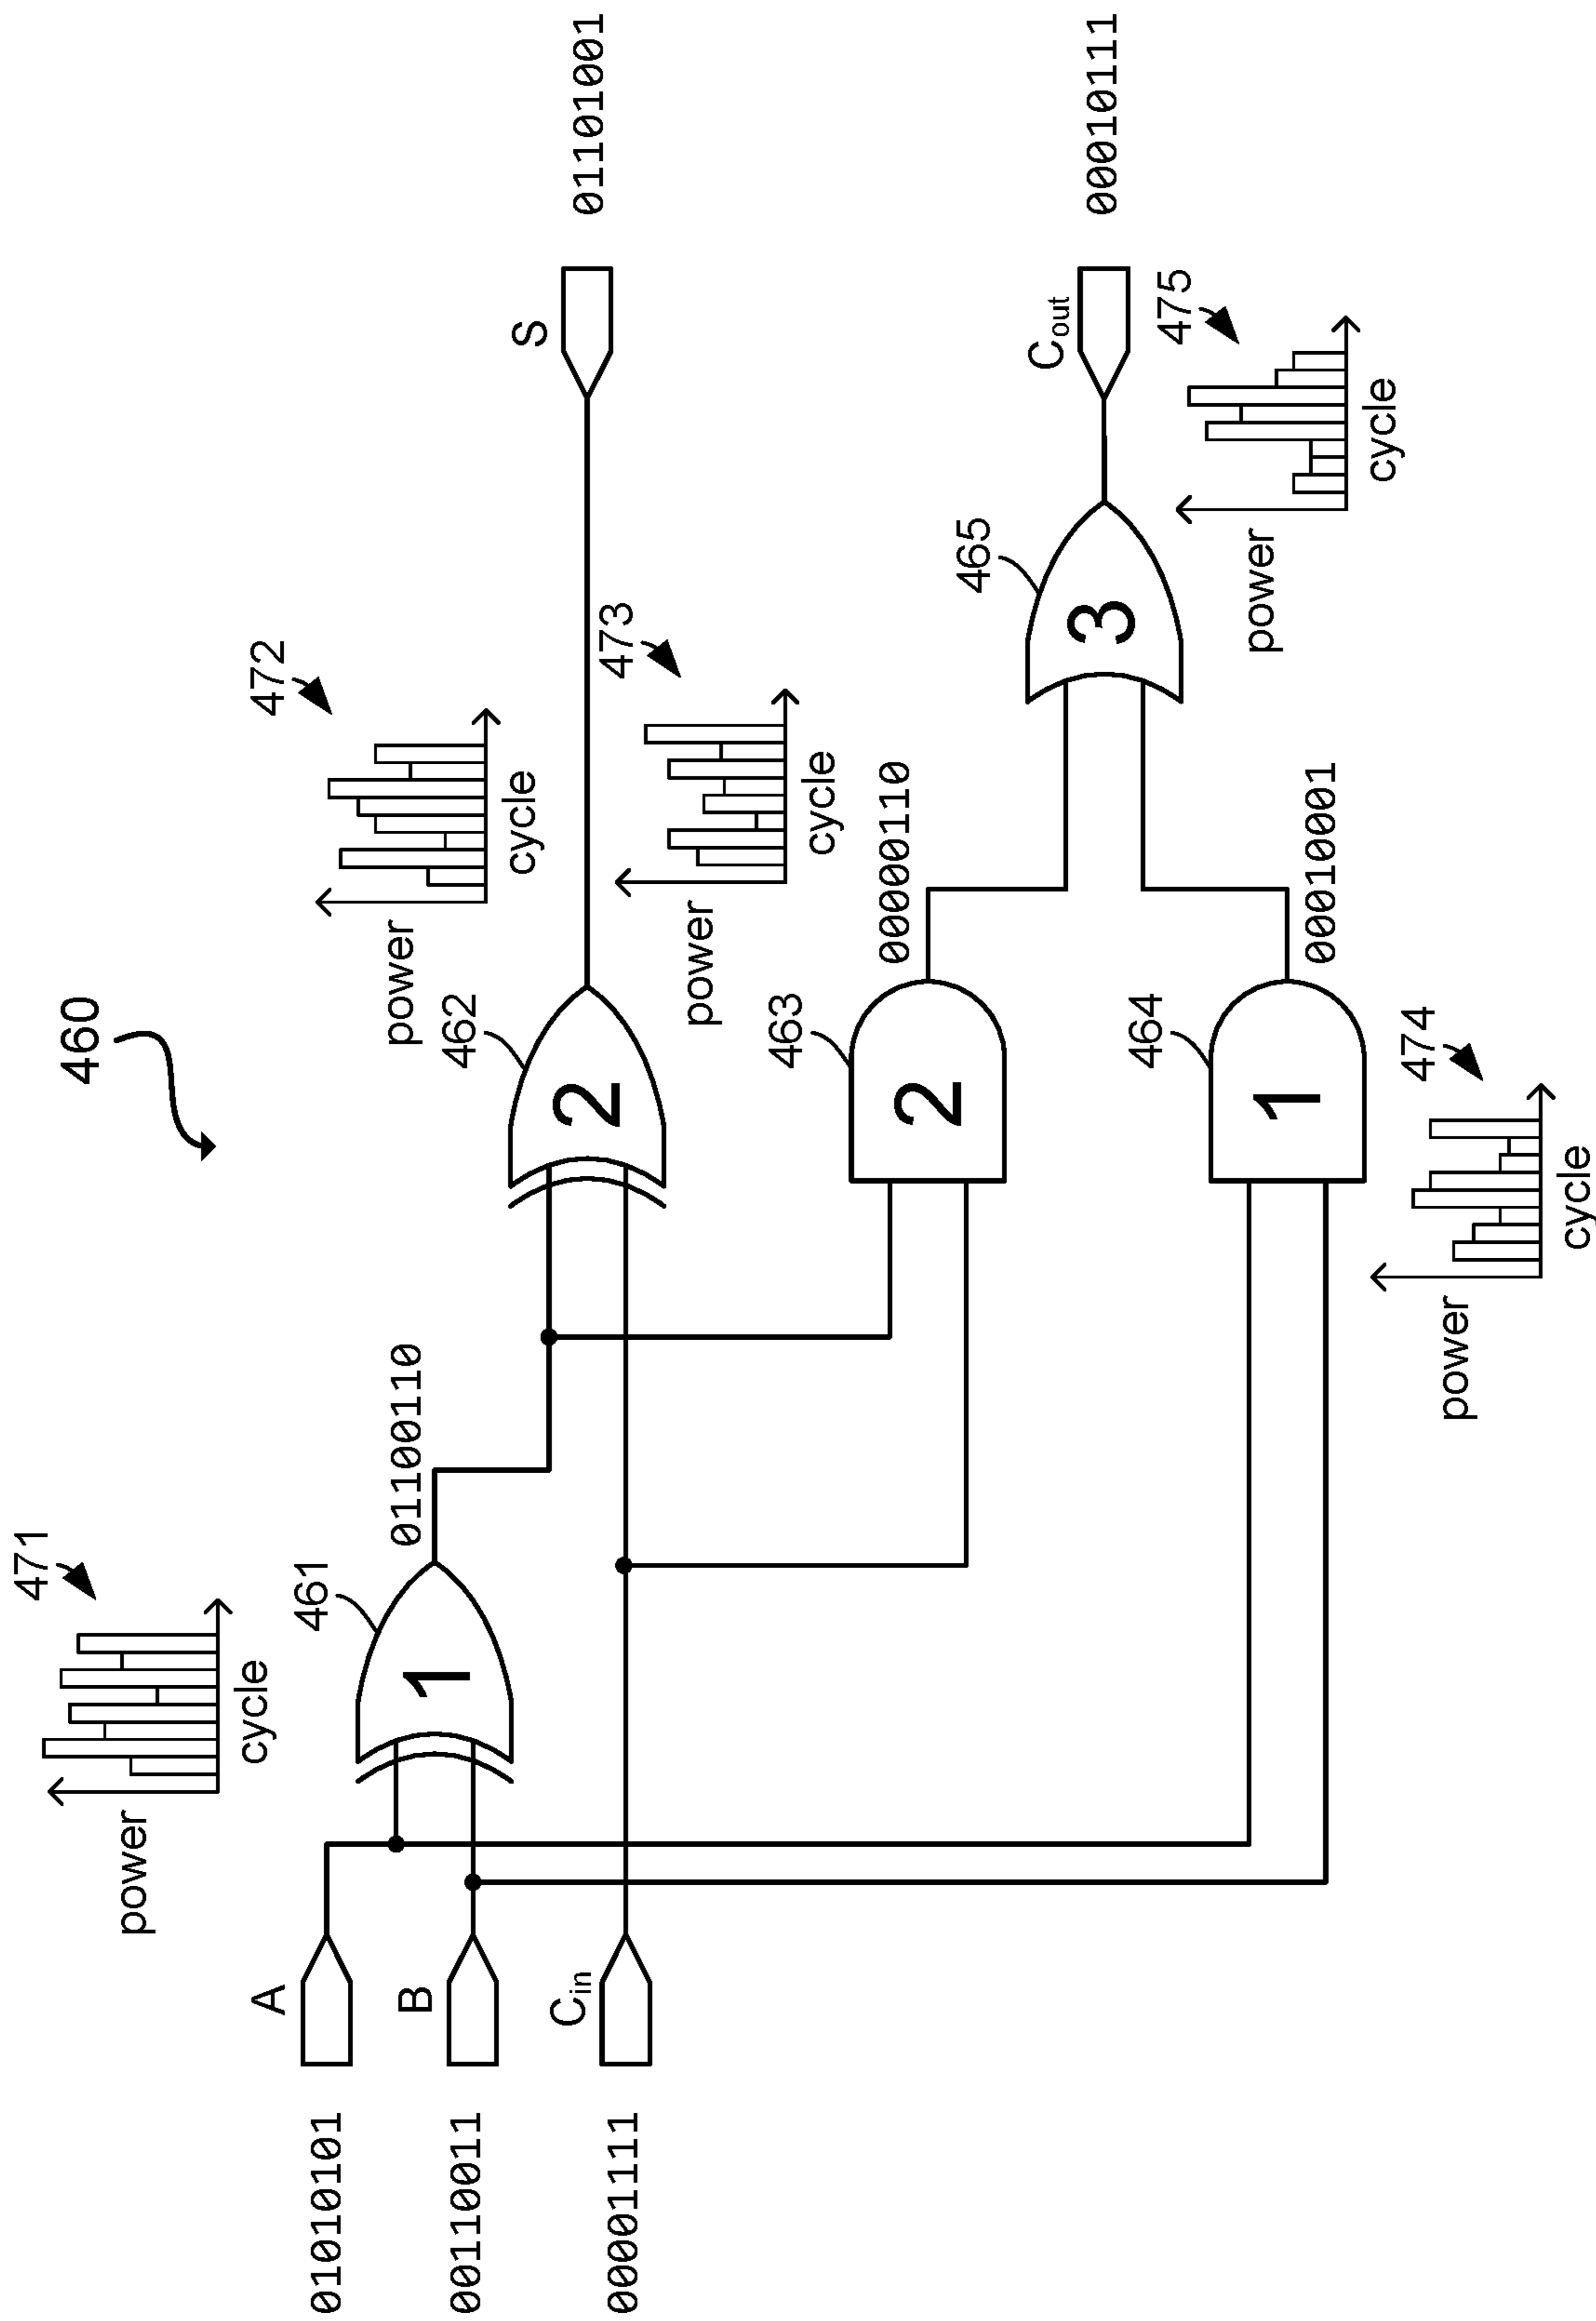 460
471
power
cycle
472
power
cycle
A
01010101
461
1
01100110
462
2
S
01101001
B
00110011
473
power
cycle
Cin
00001111
463
2
00000110
465
3
Cout
00010111
464
1
00010001
475
power
cycle
474
power
cycle